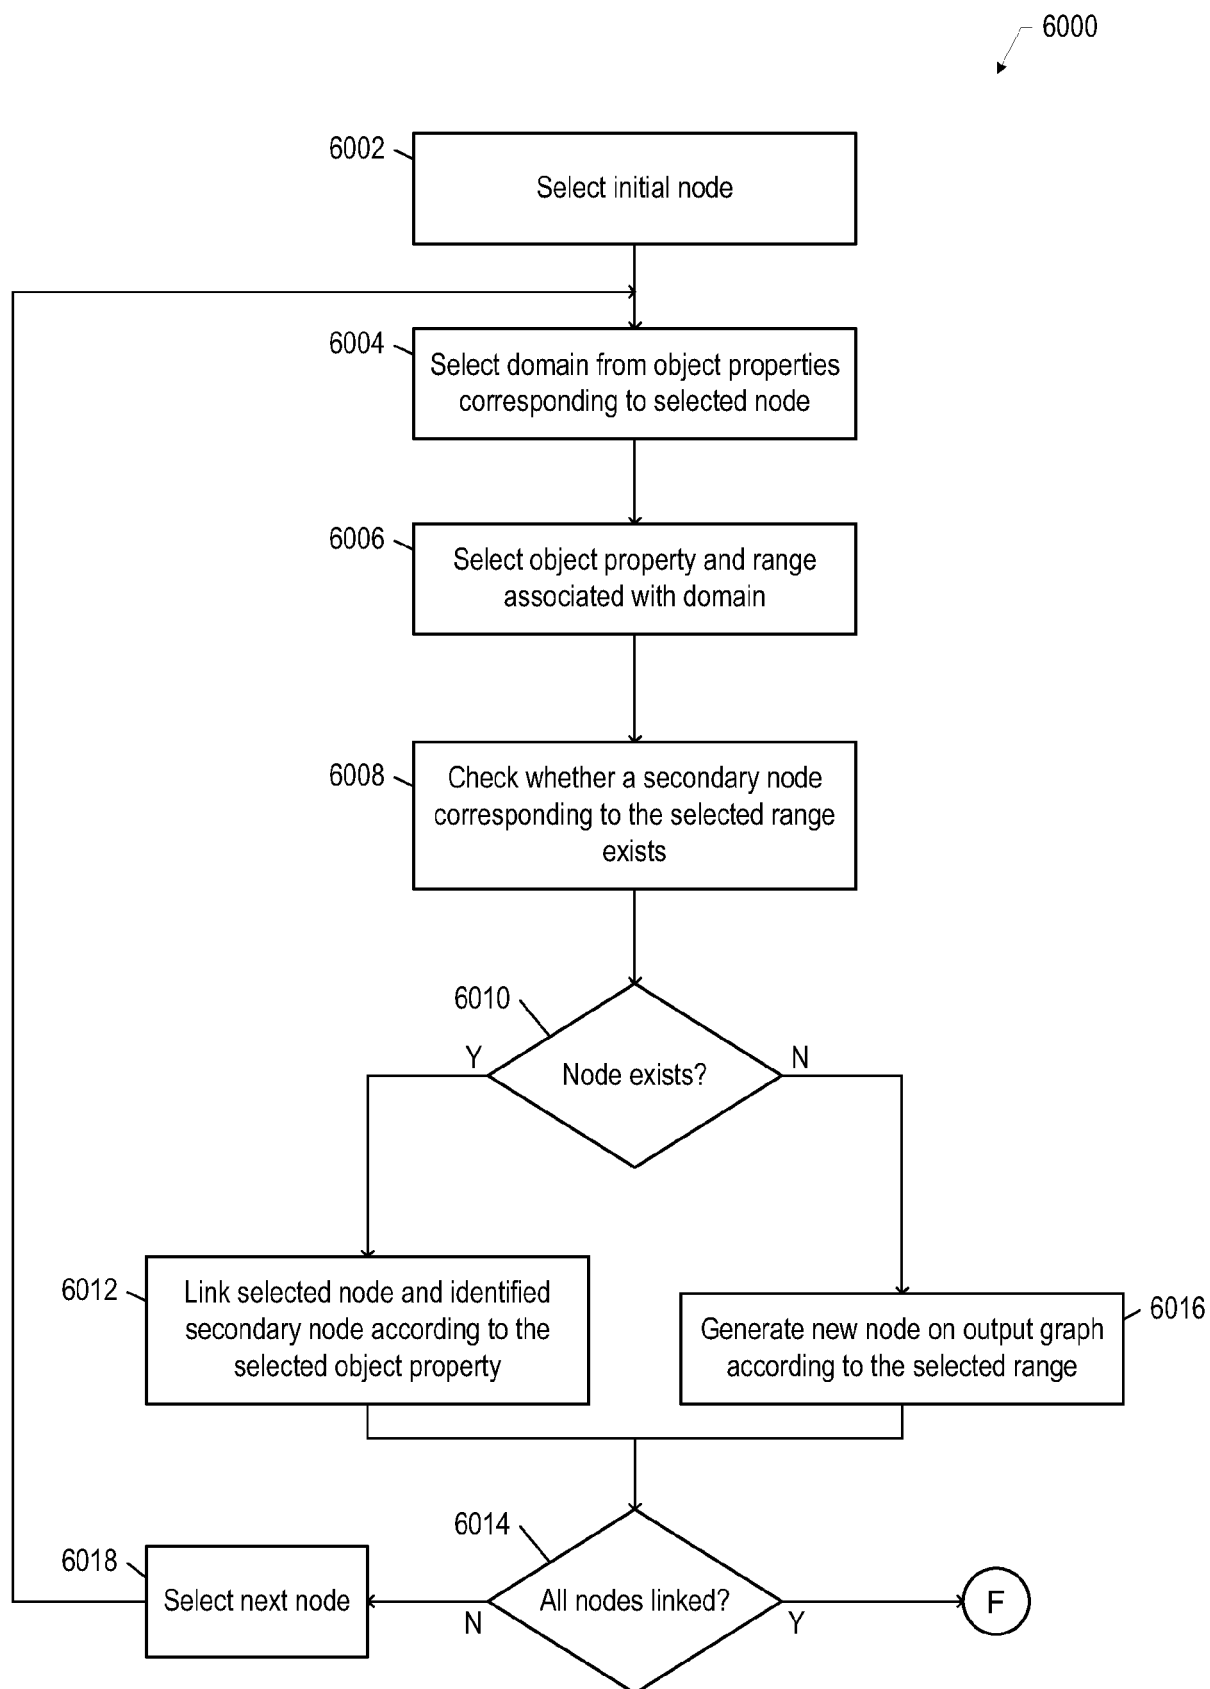 6000
6002
Select initial node
6004
Select domain from object properties
corresponding to selected node
6006
Select object property and range
associated with domain
6008
Check whether a secondary node
corresponding to the selected range
exists
6010
Y
Node exists?
N
6012
Link selected node and identified
secondary node according to the
selected object property
6016
Generate new node on output graph
according to the selected range
6014
6018
Select next node
N
All nodes linked?
Y
F